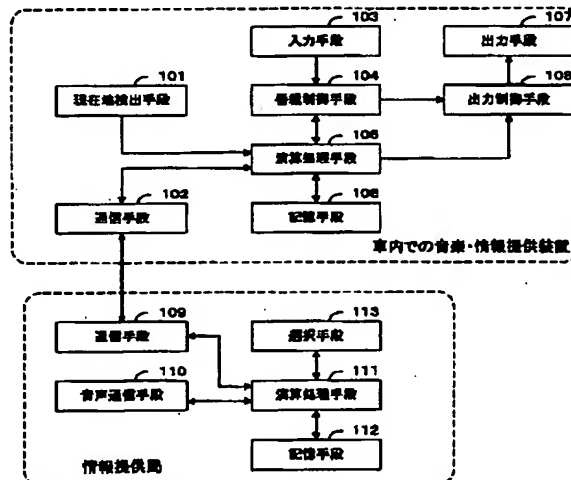 103
107
入力手段
出力手段
101
104
108
現在地検出手段
番組制御手段
出力制御手段
105
演算処理手段
102
106
通信手段
記憶手段
車内での音楽・情報提供装置
109
113
通信手段
選択手段
110
111
音声通信手段
演算処理手段
112
情報提供局
記憶手段